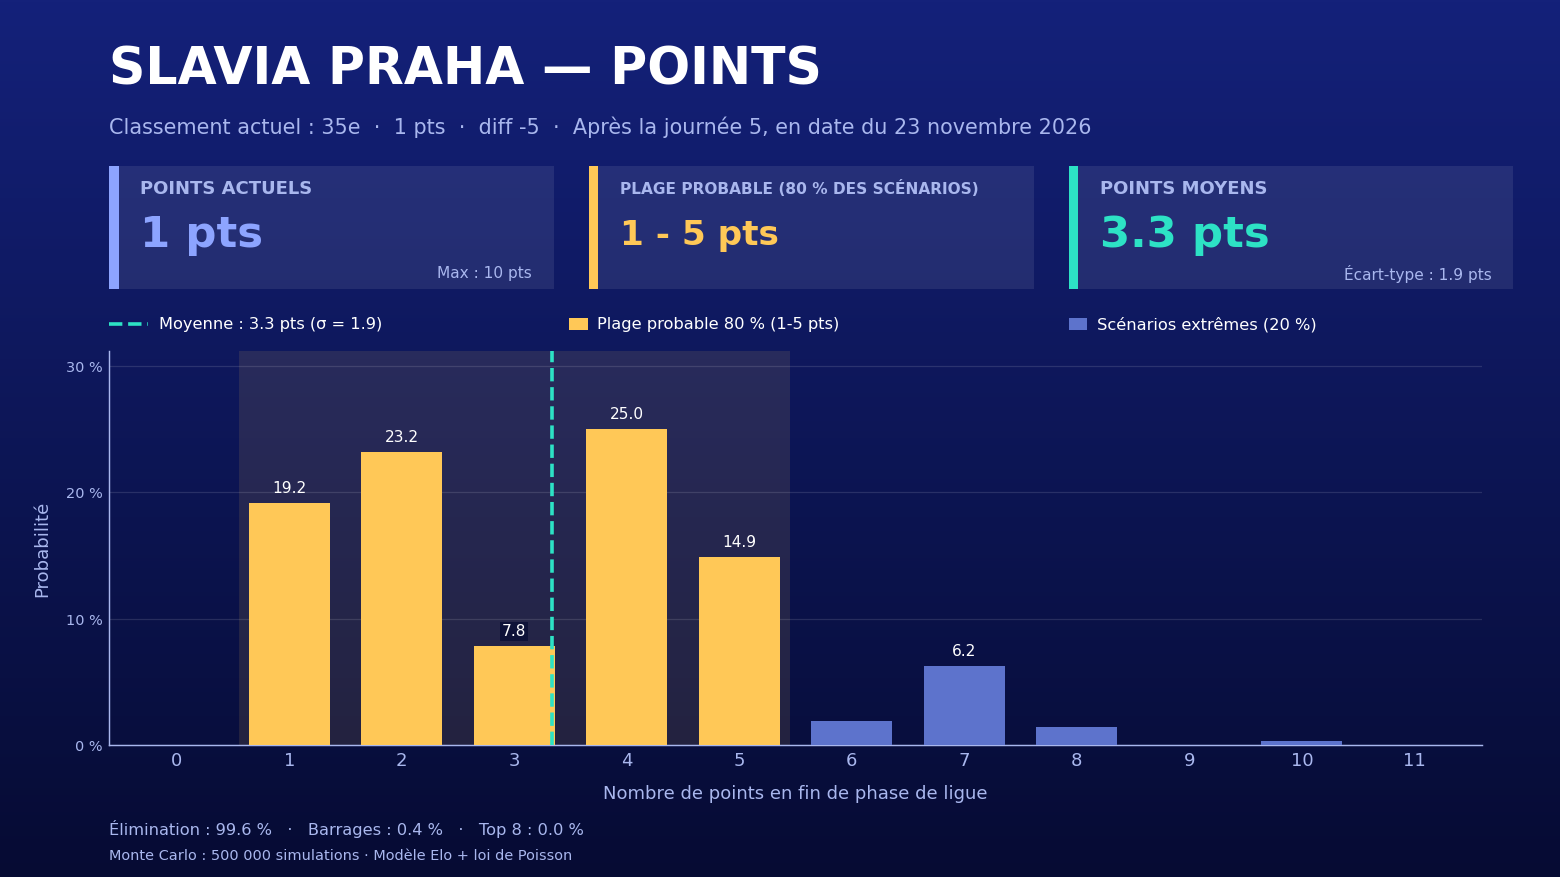 SLAVIA PRAHA — POINTS
Classement actuel : 35e · 1 pts · diff -5 · Après la journée 5, en date du 23 novembre 2026
POINTS ACTUELS
1 pts
Max : 10 pts
PLAGE PROBABLE (80 % DES SCÉNARIOS)
1 - 5 pts
POINTS MOYENS
3.3 pts
Écart-type : 1.9 pts
Moyenne : 3.3 pts (σ = 1.9)
Plage probable 80 % (1-5 pts)
Scénarios extrêmes (20 %)
Probabilité
30 %
20 %
10 %
0 %
19.2
23.2
7.8
25.0
14.9
6.2
0 1 2 3 4 5 6 7 8 9 10 11
Nombre de points en fin de phase de ligue
Élimination : 99.6 % · Barrages : 0.4 % · Top 8 : 0.0 %
Monte Carlo : 500 000 simulations · Modèle Elo + loi de Poisson